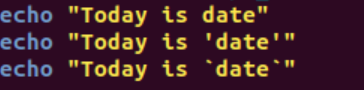 echo "Today is date"
echo "Today is 'date'"
echo "Today is `date`"